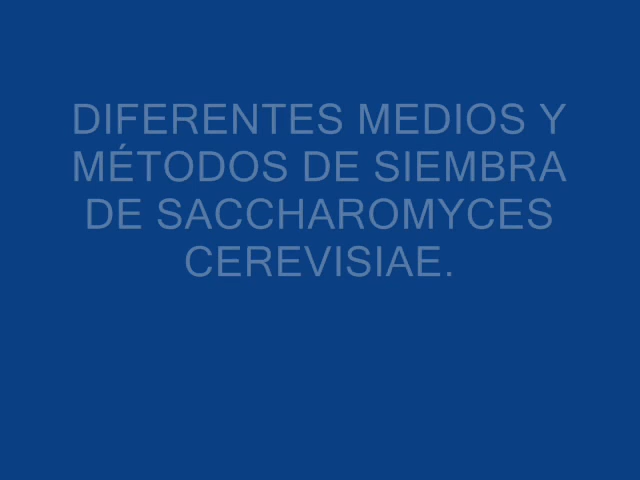 DIFERENTES MEDIOS Y
MÉTODOS DE SIEMBRA
DE SACCHAROMYCES
CEREVISIAE.